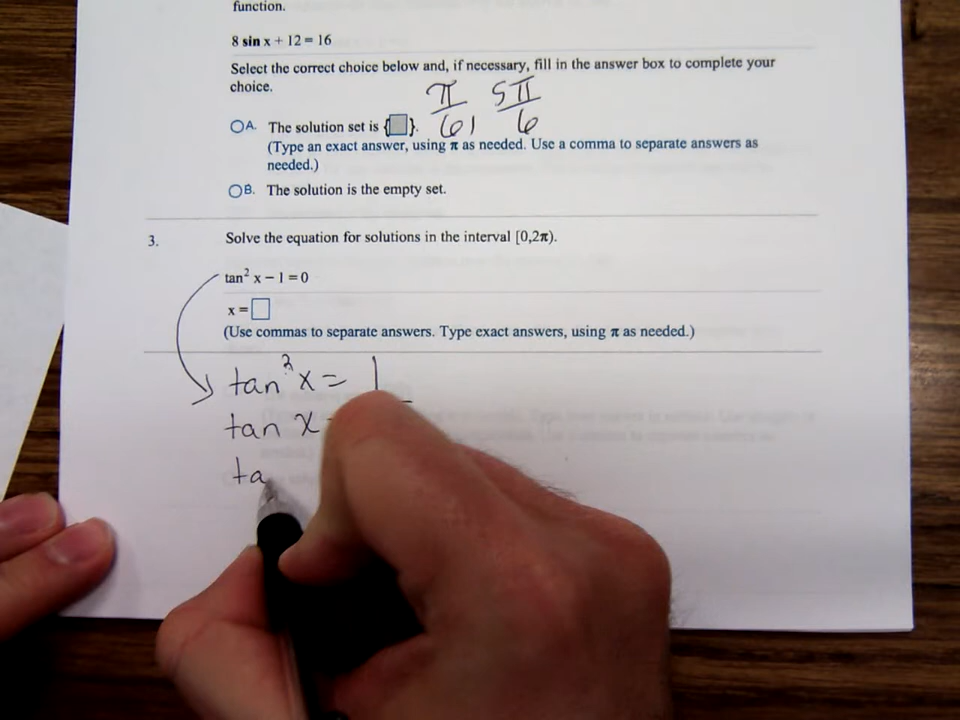 function.
8 sin x + 12 = 16
Select the correct choice below and, if necessary, fill in the answer box to complete your
choice.
π/6, 5π/6
A. The solution set is { }.
(Type an exact answer, using π as needed. Use a comma to separate answers as
needed.)
B. The solution is the empty set.
3. Solve the equation for solutions in the interval [0,2π).
tan² x − 1 = 0
x =
(Use commas to separate answers. Type exact answers, using π as needed.)
tan² x = 1
tan x =
ta